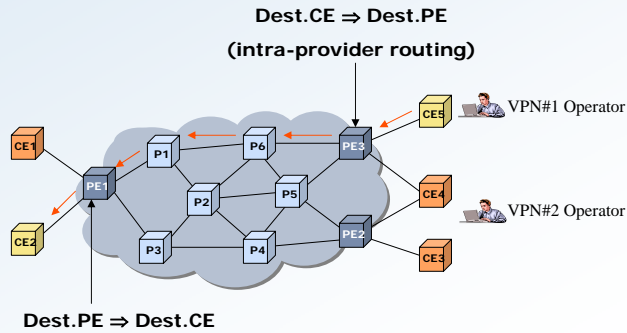 Dest.CE ⇒ Dest.PE
(intra-provider routing)
CE5
VPN#1 Operator
CE1
P1
P6
PE3
PE1
P2
P5
CE4
VPN#2 Operator
CE2
P3
P4
PE2
CE3
Dest.PE ⇒ Dest.CE